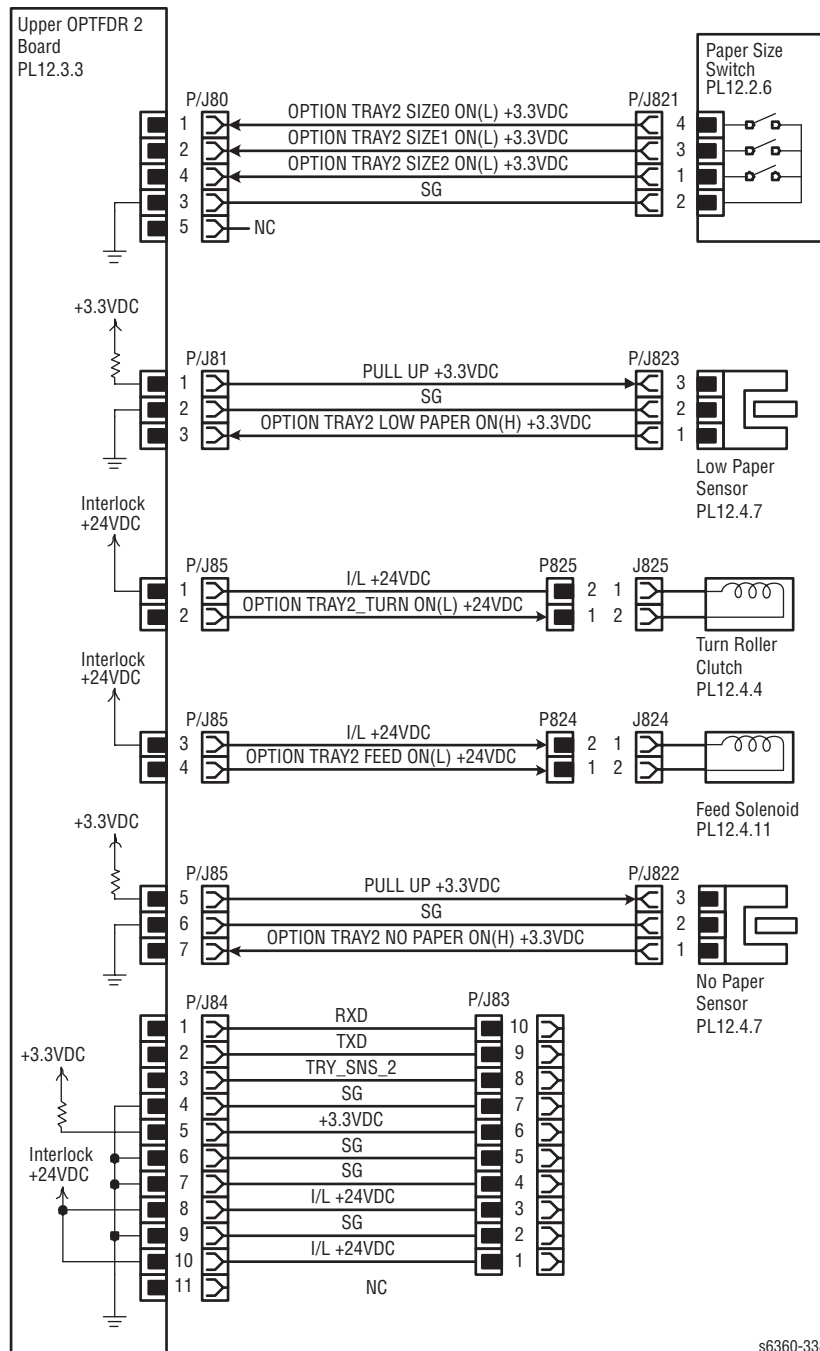 Upper OPTFDR 2
Board
PL12.3.3
Paper Size
Switch
PL12.2.6
P/J80
P/J821
1 OPTION TRAY2 SIZE0 ON(L) +3.3VDC 4
2 OPTION TRAY2 SIZE1 ON(L) +3.3VDC 3
4 OPTION TRAY2 SIZE2 ON(L) +3.3VDC 1
3 SG 2
5 NC
+3.3VDC
P/J81
P/J823
1 PULL UP +3.3VDC 3
2 SG 2
3 OPTION TRAY2 LOW PAPER ON(H) +3.3VDC 1
Low Paper
Sensor
PL12.4.7
Interlock
+24VDC
P/J85
P825
J825
1 I/L +24VDC 2 1
2 OPTION TRAY2_TURN ON(L) +24VDC 1 2
Turn Roller
Clutch
PL12.4.4
Interlock
+24VDC
P/J85
P824
J824
3 I/L +24VDC 2 1
4 OPTION TRAY2 FEED ON(L) +24VDC 1 2
Feed Solenoid
PL12.4.11
+3.3VDC
P/J85
P/J822
5 PULL UP +3.3VDC 3
6 SG 2
7 OPTION TRAY2 NO PAPER ON(H) +3.3VDC 1
No Paper
Sensor
PL12.4.7
P/J84
P/J83
1 RXD 10
2 TXD 9
3 TRY_SNS_2 8
+3.3VDC
4 SG 7
5 +3.3VDC 6
6 SG 5
Interlock
+24VDC
7 SG 4
8 I/L +24VDC 3
9 SG 2
10 I/L +24VDC 1
11 NC